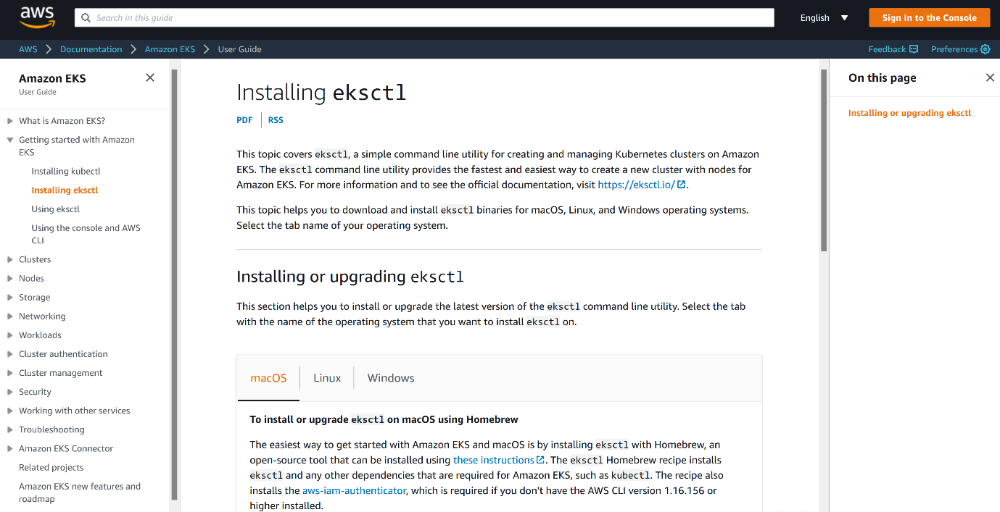 aws
Search in this guide
English
Sign In to the Console
AWS
Documentation
Amazon EKS
User Guide
Feedback
Preferences
Amazon EKS
User Guide
What is Amazon EKS?
Getting started with Amazon
EKS
Installing kubectl
Installing eksctl
Using eksctl
Using the console and AWS
CLI
Clusters
Nodes
Storage
Networking
Workloads
Cluster authentication
Cluster management
Security
Working with other services
Troubleshooting
Amazon EKS Connector
Related projects
Amazon EKS new features and
roadmap
Installing eksctl
PDF
RSS
This topic covers eksctl, a simple command line utility for creating and managing Kubernetes clusters on Amazon
EKS. The eksctl command line utility provides the fastest and easiest way to create a new cluster with nodes for
Amazon EKS. For more information and to see the official documentation, visit https://eksctl.io/.
This topic helps you to download and install eksctl binaries for macOS, Linux, and Windows operating systems.
Select the tab name of your operating system.
Installing or upgrading eksctl
This section helps you to install or upgrade the latest version of the eksctl command line utility. Select the tab
with the name of the operating system that you want to install eksctl on.
macOS
Linux
Windows
To install or upgrade eksctl on macOS using Homebrew
The easiest way to get started with Amazon EKS and macOS is by installing eksctl with Homebrew, an
open-source tool that can be installed using these instructions. The eksctl Homebrew recipe installs
eksctl and any other dependencies that are required for Amazon EKS, such as kubectl. The recipe also
installs the aws-iam-authenticator, which is required if you don't have the AWS CLI version 1.16.156 or
higher installed.
On this page
Installing or upgrading eksctl